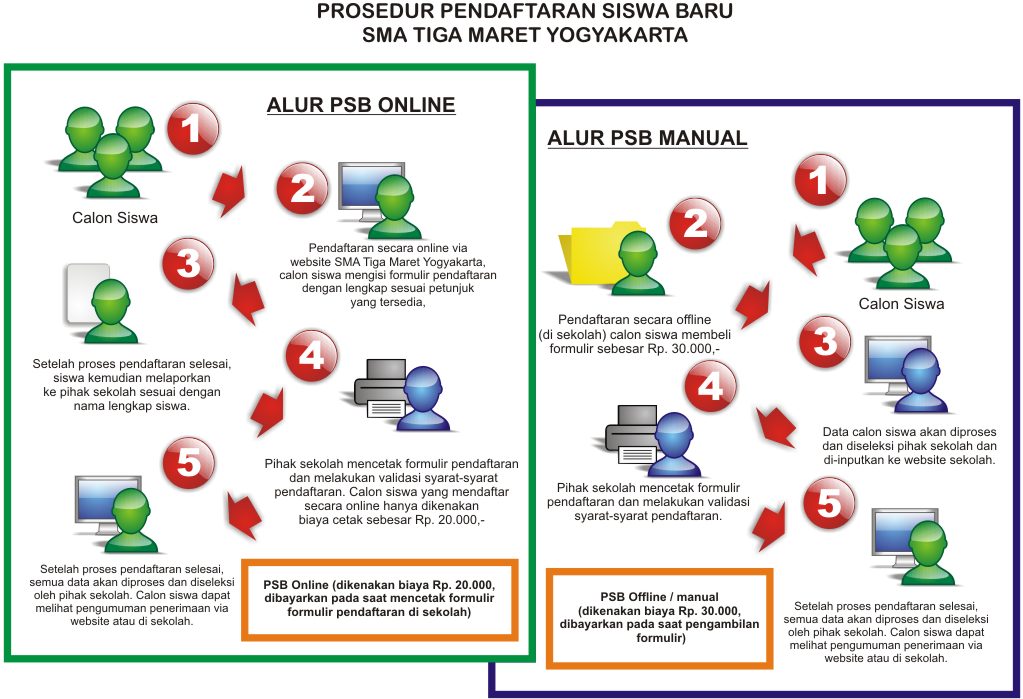 PROSEDUR PENDAFTARAN SISWA BARU
SMA TIGA MARET YOGYAKARTA
ALUR PSB ONLINE
1
Calon Siswa
2
Pendaftaran secara online via
website SMA Tiga Maret Yogyakarta,
calon siswa mengisi formulir pendaftaran
dengan lengkap sesuai petunjuk
yang tersedia,
3
Setelah proses pendaftaran selesai,
siswa kemudian melaporkan
ke pihak sekolah sesuai dengan
nama lengkap siswa.
4
Pihak sekolah mencetak formulir pendaftaran
dan melakukan validasi syarat-syarat
pendaftaran. Calon siswa yang mendaftar
secara online hanya dikenakan
biaya cetak sebesar Rp. 20.000,-
5
Setelah proses pendaftaran selesai,
semua data akan diproses dan diseleksi
oleh pihak sekolah. Calon siswa dapat
melihat pengumuman penerimaan via
website atau di sekolah.
PSB Online (dikenakan biaya Rp. 20.000,
dibayarkan pada saat mencetak formulir
formulir pendaftaran di sekolah)
ALUR PSB MANUAL
1
Calon Siswa
2
Pendaftaran secara offline
(di sekolah) calon siswa membeli
formulir sebesar Rp. 30.000,-
3
Data calon siswa akan diproses
dan diseleksi pihak sekolah dan
di-inputkan ke website sekolah.
4
Pihak sekolah mencetak formulir
pendaftaran dan melakukan validasi
syarat-syarat pendaftaran.
5
Setelah proses pendaftaran selesai,
semua data akan diproses dan diseleksi
oleh pihak sekolah. Calon siswa dapat
melihat pengumuman penerimaan via
website atau di sekolah.
PSB Offline / manual
(dikenakan biaya Rp. 30.000,
dibayarkan pada saat pengambilan
formulir)